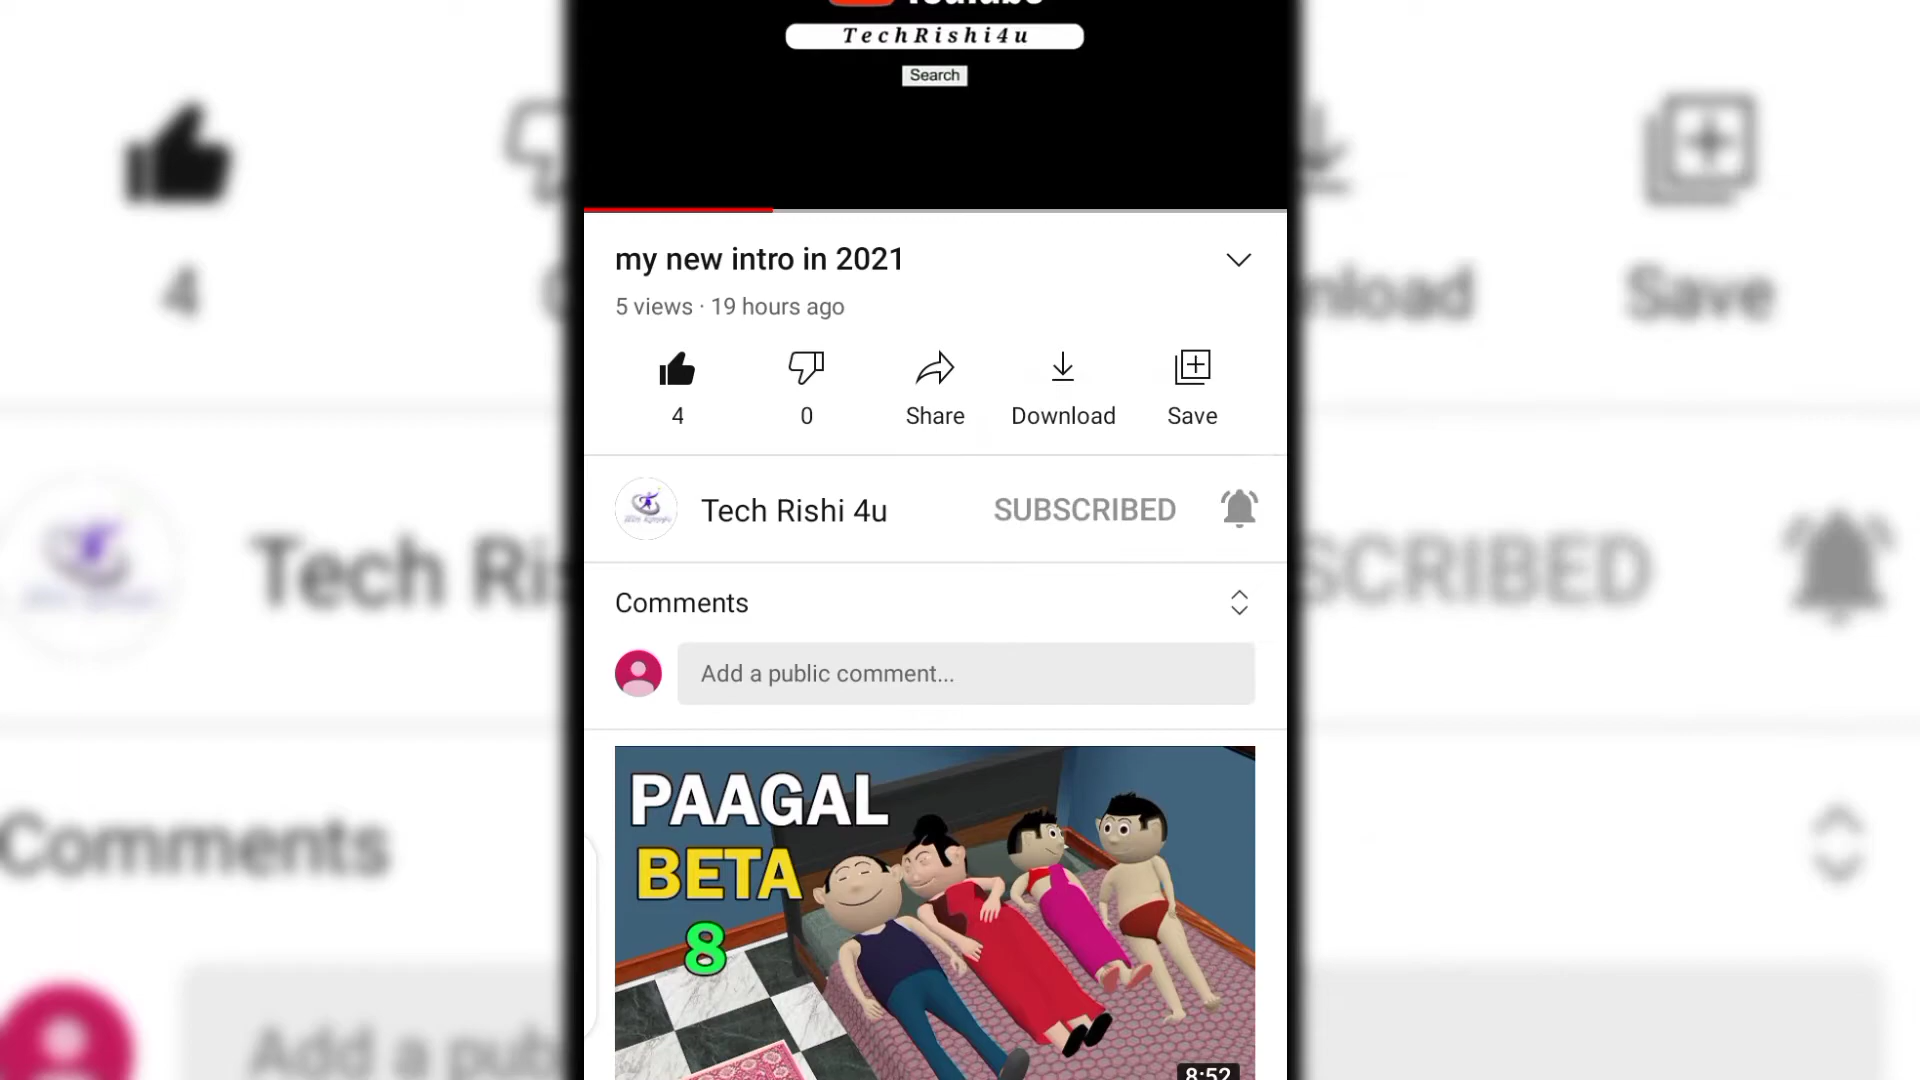 TechRishi4u
Search
my new intro in 2021
5 views · 19 hours ago
4
0
Share
Download
Save
Tech Rishi 4u
SUBSCRIBED
Comments
Add a public comment...
PAAGAL
BETA
8
8:52